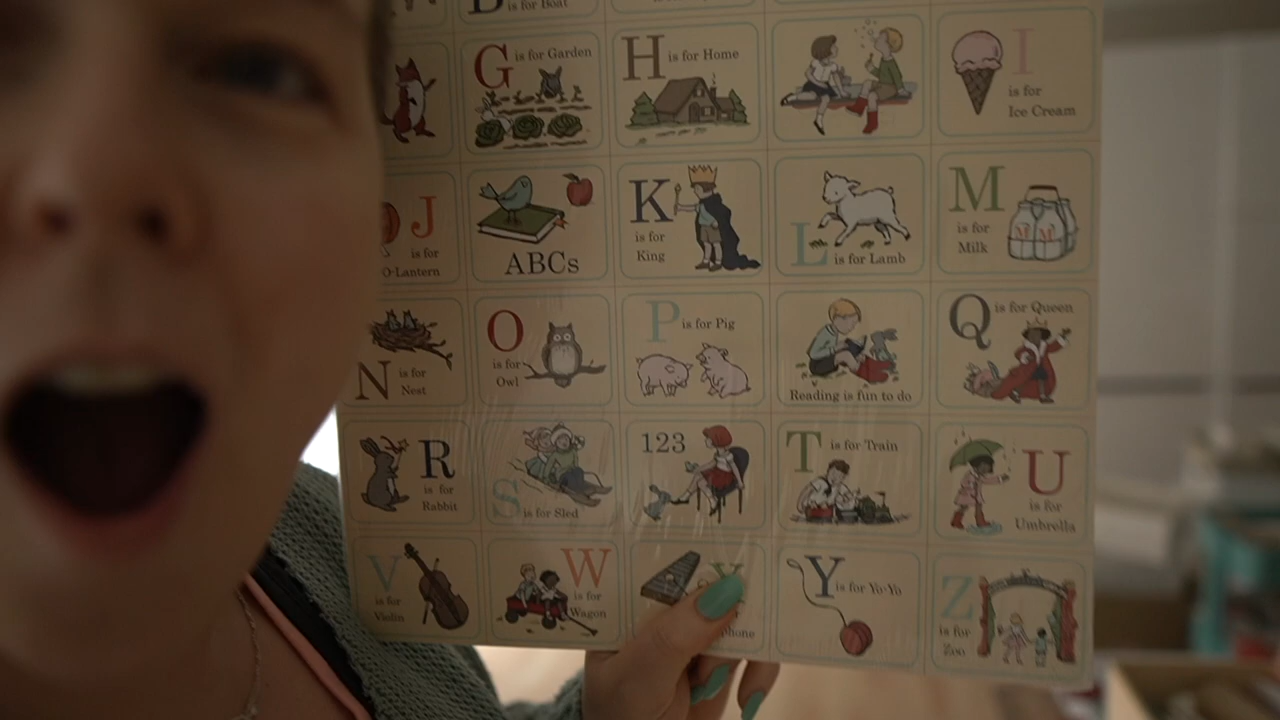 B is for Boat
G is for Garden
H is for Home
I
is for
Ice Cream
J
is for
O-Lantern
ABCs
K
is for
King
L is for Lamb
M
is for
Milk
M M
N is for
Nest
O
is for
Owl
P is for Pig
Reading is fun to do
Q is for Queen
R
is for
Rabbit
S is for Sled
123
T is for Train
U
is for
Umbrella
V
is for
Violin
W
is for
Wagon
X
phone
Y is for Yo-Yo
Z
is for
Zoo